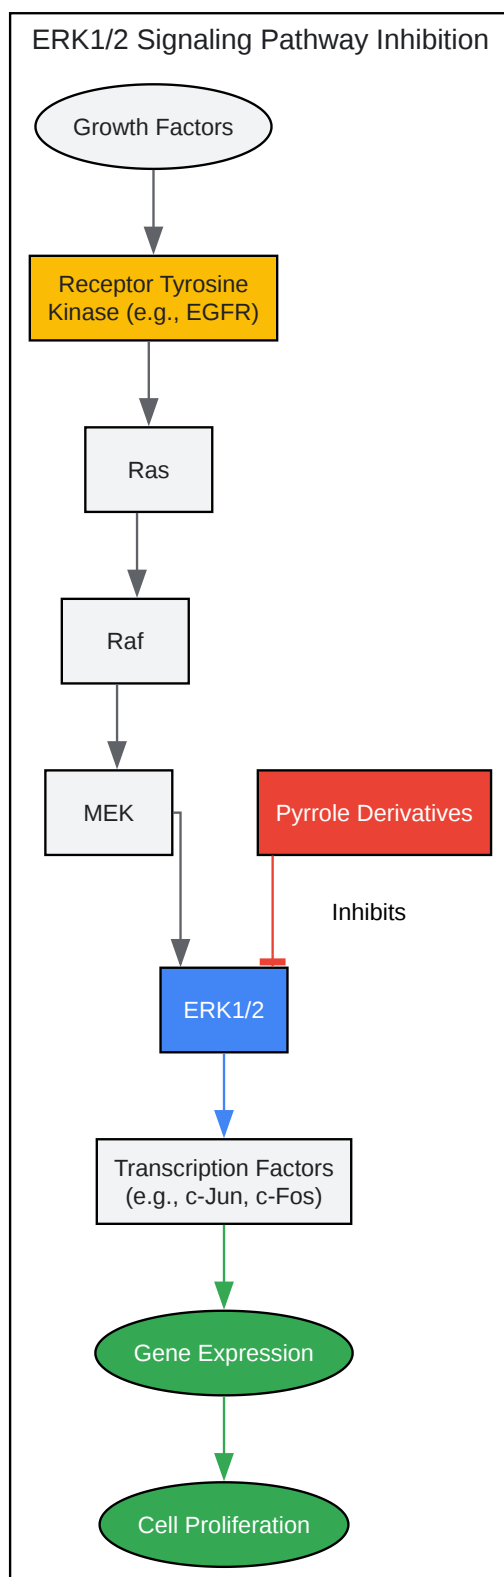 ERK1/2 Signaling Pathway Inhibition
Growth Factors
Receptor Tyrosine
Kinase (e.g., EGFR)
Ras
Raf
MEK
Pyrrole Derivatives
Inhibits
ERK1/2
Transcription Factors
(e.g., c-Jun, c-Fos)
Gene Expression
Cell Proliferation